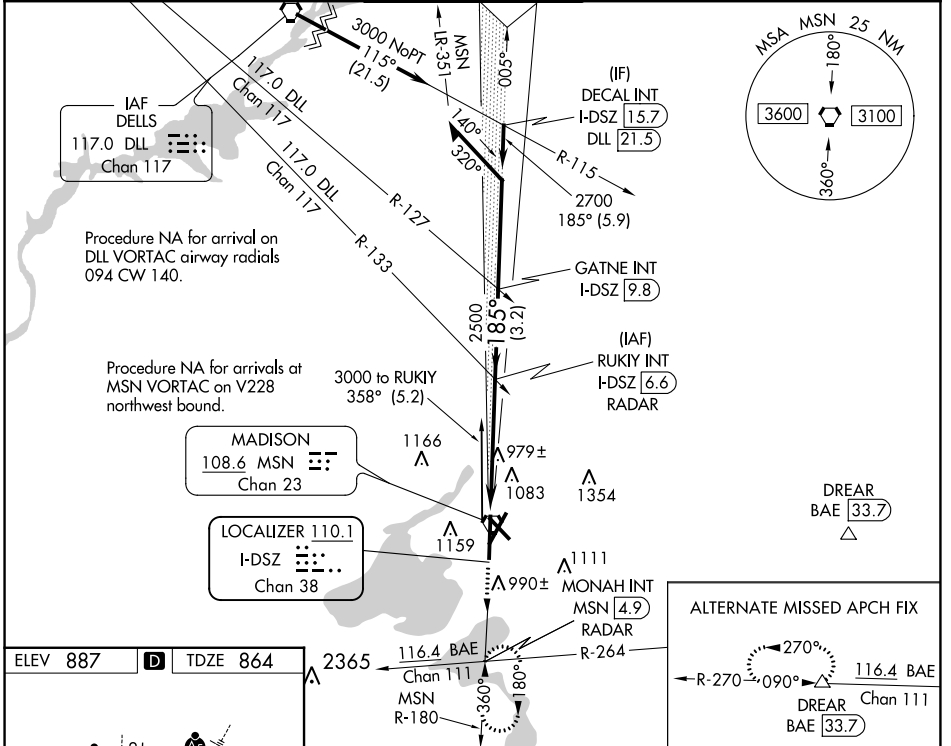 3000 NoPT
115°
(21.5)
MSN
LR-351
005°
MSA MSN 25 NM
180°
3600
3100
360°
(IF)
DECAL INT
I-DSZ 15.7
DLL 21.5
117.0 DLL
Chan 117
IAF
DELLS
117.0 DLL
Chan 117
140°
320°
R-115
117.0 DLL
Chan 117
2700
185° (5.9)
R-127
Procedure NA for arrival on
DLL VORTAC airway radials
094 CW 140.
R-133
GATNE INT
I-DSZ 9.8
2500
185°
(3.2)
(IAF)
RUKIY INT
I-DSZ 6.6
RADAR
Procedure NA for arrivals at
MSN VORTAC on V228
northwest bound.
3000 to RUKIY
358° (5.2)
MADISON
108.6 MSN
Chan 23
1166
979±
1083
1354
DREAR
BAE 33.7
LOCALIZER 110.1
I-DSZ
Chan 38
1159
1111
990±
MONAH INT
MSN 4.9
RADAR
ALTERNATE MISSED APCH FIX
270°
116.4 BAE
R-270
090°
Chan 111
DREAR
BAE 33.7
ELEV 887
D
TDZE 864
2365
116.4 BAE
Chan 111
R-264
MSN
R-180
360°
180°